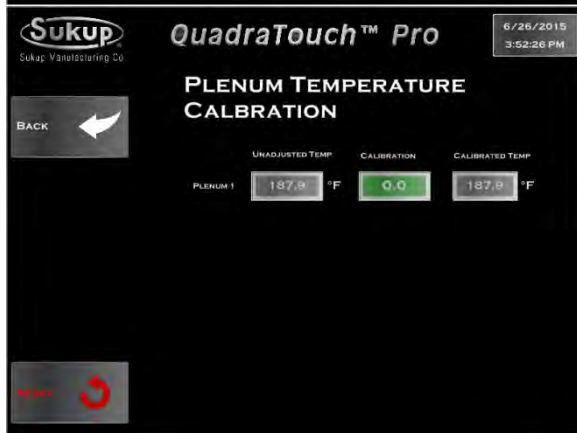 Sukup
Sukup Manufacturing Co.
QuadraTouch™ Pro
6/26/2015
3:52:26 PM
PLENUM TEMPERATURE
CALBRATION
BACK
UNADJUSTED TEMP CALIBRATION CALIBRATED TEMP
PLENUM 1 187.9 °F 0.0 187.9 °F
RESET